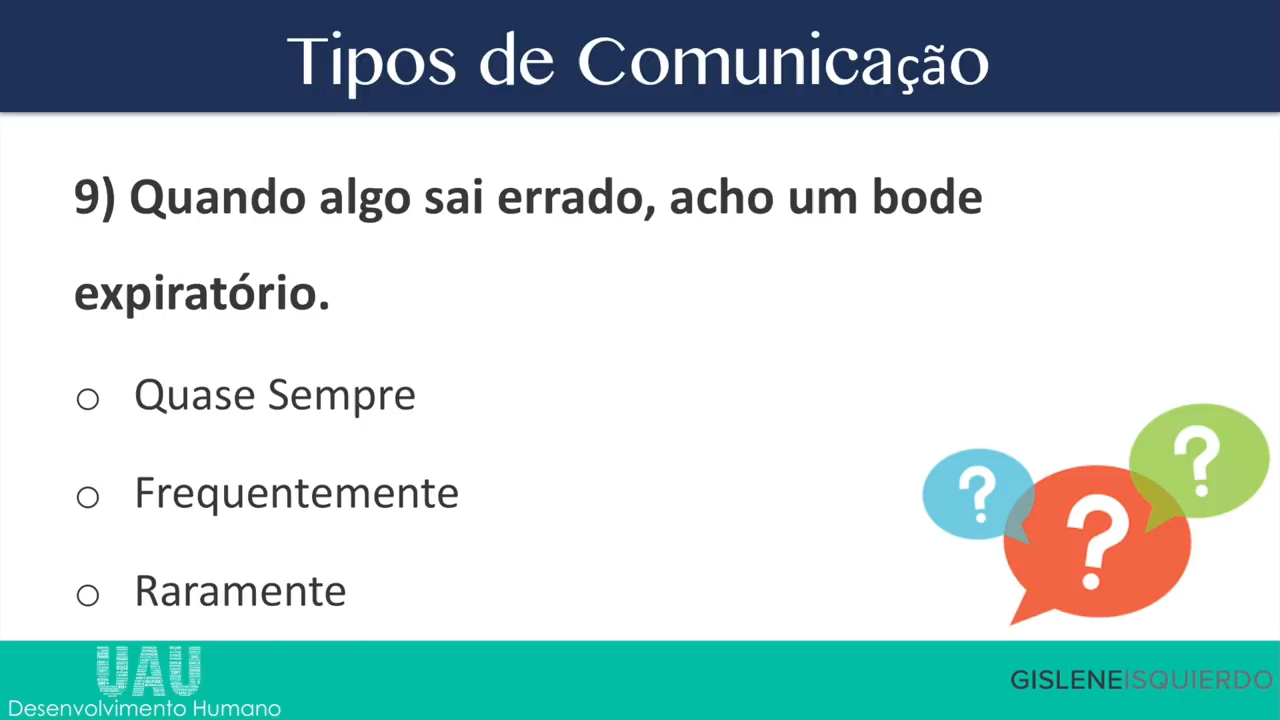 Tipos de Comunicação
9) Quando algo sai errado, acho um bode
expiratório.
o Quase Sempre
o Frequentemente
o Raramente
? ? ?
UAU
Desenvolvimento Humano
GISLENEISQUIERDO